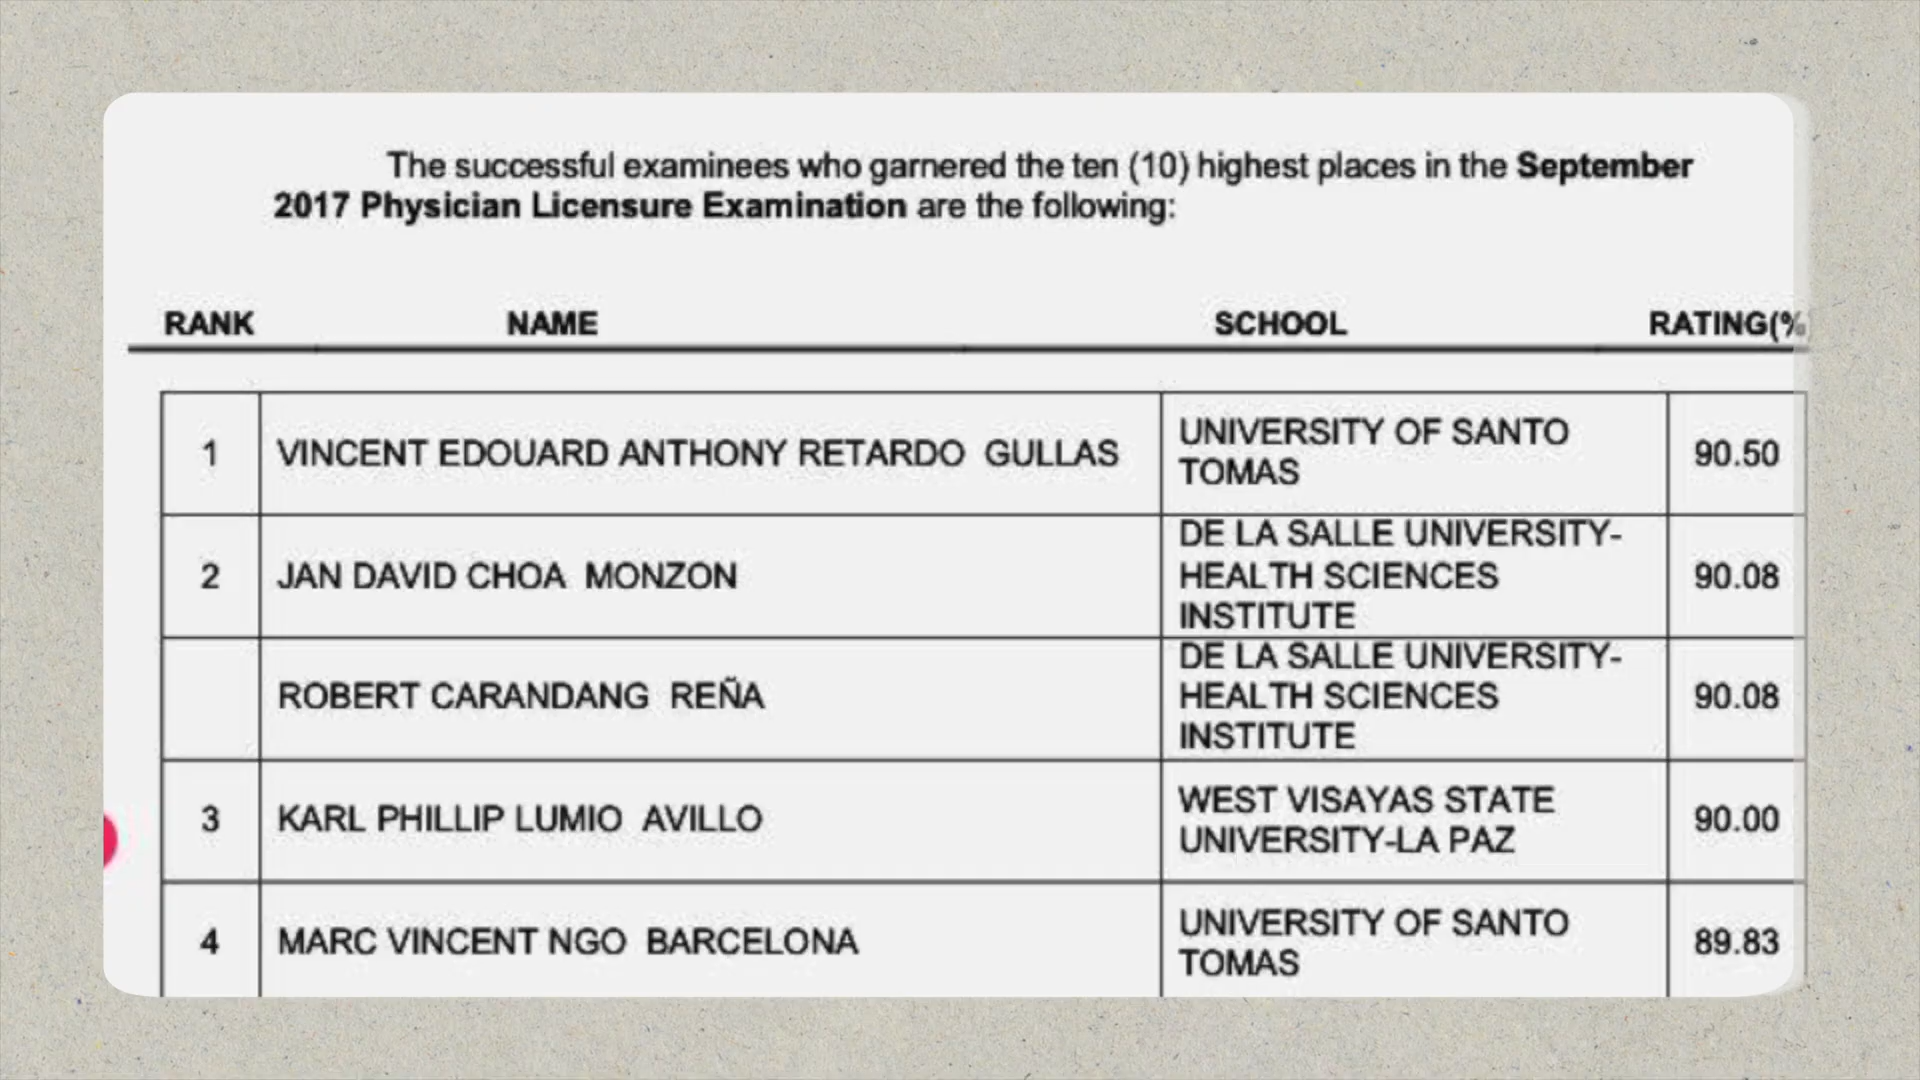 The successful examinees who garnered the ten (10) highest places in the September
2017 Physician Licensure Examination are the following:
RANK NAME SCHOOL RATING(%
1 VINCENT EDOUARD ANTHONY RETARDO GULLAS UNIVERSITY OF SANTO
TOMAS 90.50
2 JAN DAVID CHOA MONZON DE LA SALLE UNIVERSITY-
HEALTH SCIENCES
INSTITUTE 90.08
ROBERT CARANDANG REÑA DE LA SALLE UNIVERSITY-
HEALTH SCIENCES
INSTITUTE 90.08
3 KARL PHILLIP LUMIO AVILLO WEST VISAYAS STATE
UNIVERSITY-LA PAZ 90.00
4 MARC VINCENT NGO BARCELONA UNIVERSITY OF SANTO
TOMAS 89.83